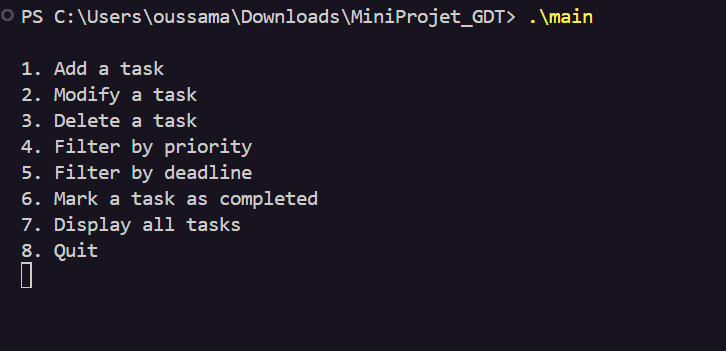 PS C:\Users\oussama\Downloads\MiniProjet_GDT> .\main
1. Add a task
2. Modify a task
3. Delete a task
4. Filter by priority
5. Filter by deadline
6. Mark a task as completed
7. Display all tasks
8. Quit